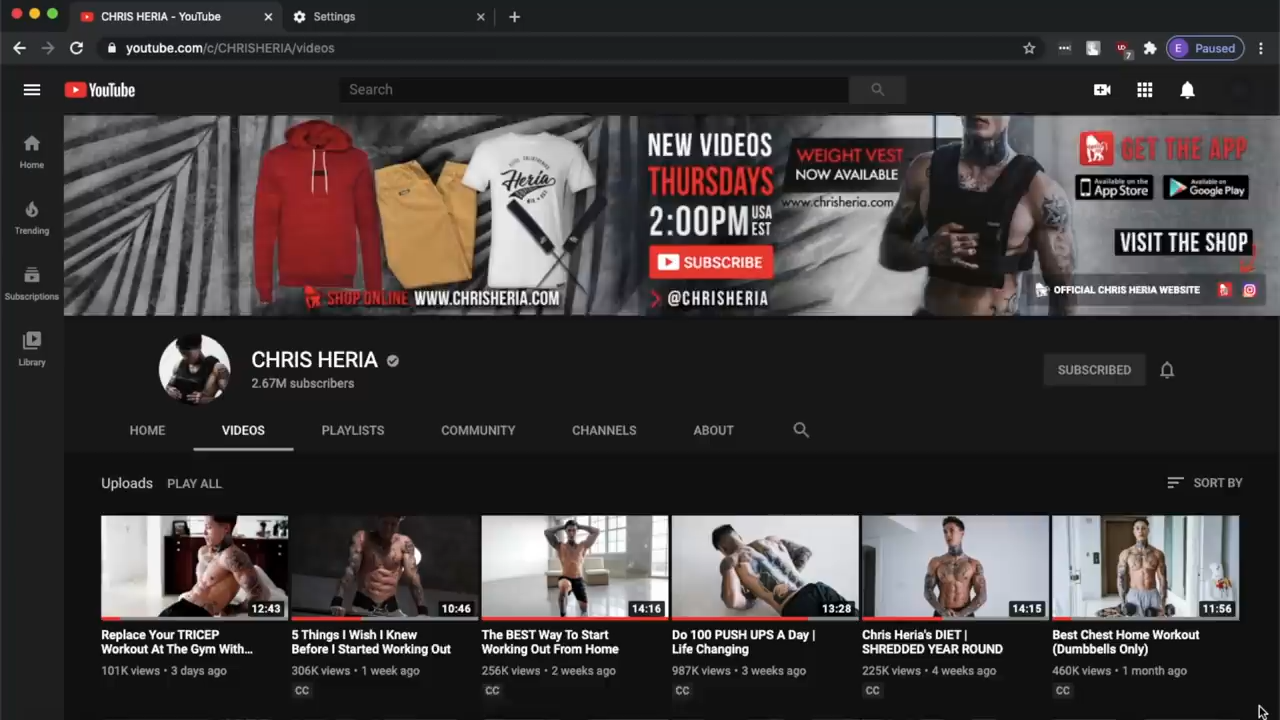 CHRIS HERIA - YouTube
Settings
youtube.com/c/CHRISHERIA/videos
7
E Paused
YouTube
Search
Home
Trending
Subscriptions
Library
Heria
SHOP ONLINE WWW.CHRISHERIA.COM
NEW VIDEOS
THURSDAYS
2:00PM USA EST
SUBSCRIBE
@CHRISHERIA
WEIGHT VEST
NOW AVAILABLE
www.chrisheria.com
GET THE APP
Available on the App Store
Available on Google Play
VISIT THE SHOP
OFFICIAL CHRIS HERIA WEBSITE
CHRIS HERIA
2.67M subscribers
SUBSCRIBED
HOME VIDEOS PLAYLISTS COMMUNITY CHANNELS ABOUT
Uploads PLAY ALL
SORT BY
12:43
Replace Your TRICEP
Workout At The Gym With...
101K views • 3 days ago
10:46
5 Things I Wish I Knew
Before I Started Working Out
306K views • 1 week ago
CC
14:16
The BEST Way To Start
Working Out From Home
256K views • 2 weeks ago
CC
13:28
Do 100 PUSH UPS A Day |
Life Changing
987K views • 3 weeks ago
CC
14:15
Chris Heria's DIET |
SHREDDED YEAR ROUND
225K views • 4 weeks ago
CC
11:56
Best Chest Home Workout
(Dumbbells Only)
460K views • 1 month ago
CC